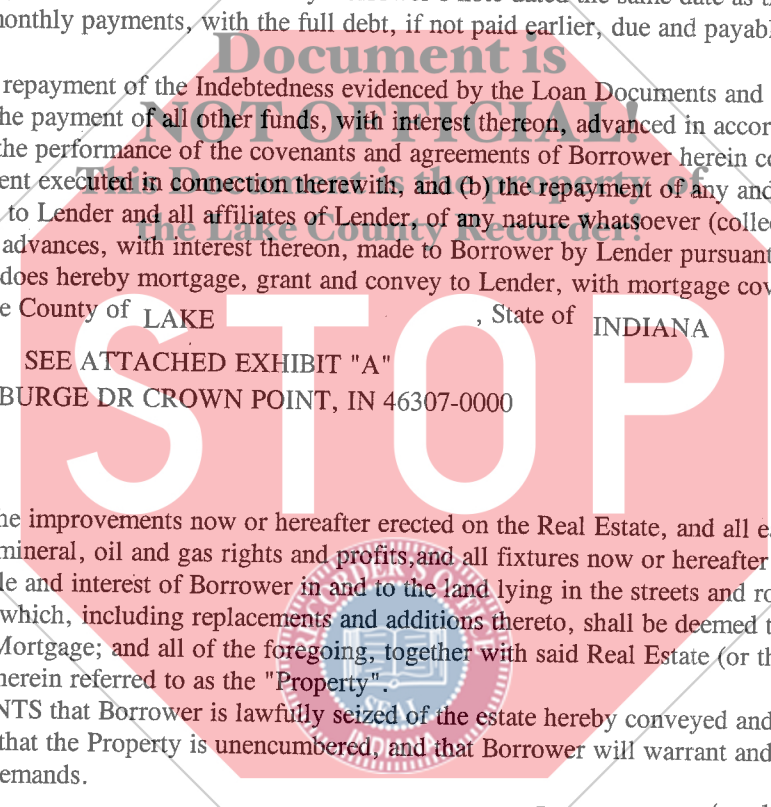 onthly payments, with the full debt, if not paid earlier, due and payabl
Document is
repayment of the Indebtedness evidenced by the Loan Documents and
he payment of all other funds, with interest thereon, advanced in accor
NOT OFFICIAL!
the performance of the covenants and agreements of Borrower herein co
ent executed in connection therewith, and (b) the repayment of any and
This Document is the property of
to Lender and all affiliates of Lender, of any nature whatsoever (colle
the Lake County Recorder!
advances, with interest thereon, made to Borrower by Lender pursuant
does hereby mortgage, grant and convey to Lender, with mortgage cov
e County of LAKE , State of INDIANA
SEE ATTACHED EXHIBIT "A"
BURGE DR CROWN POINT, IN 46307-0000
STOP
he improvements now or hereafter erected on the Real Estate, and all ea
mineral, oil and gas rights and profits,and all fixtures now or hereafter
le and interest of Borrower in and to the land lying in the streets and ro
which, including replacements and additions thereto, shall be deemed t
Mortgage; and all of the foregoing, together with said Real Estate (or th
herein referred to as the "Property".
NTS that Borrower is lawfully seized of the estate hereby conveyed and
that the Property is unencumbered, and that Borrower will warrant and
emands.
SEAL
INDIANA